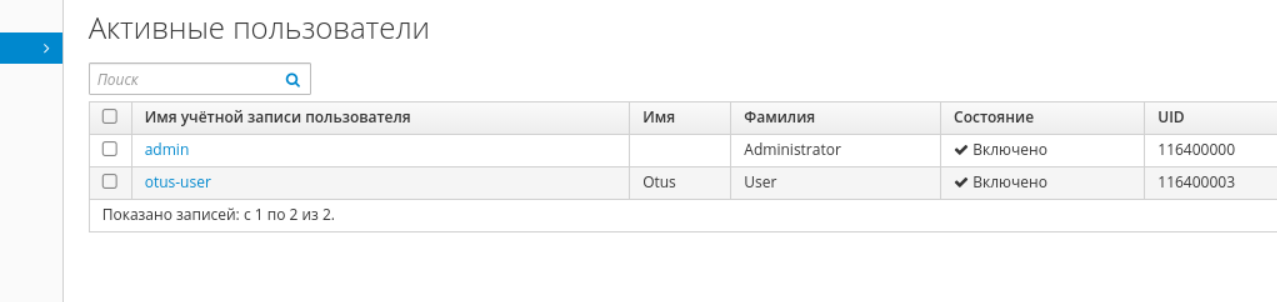 Активные пользователи
Поиск
Имя учётной записи пользователя Имя Фамилия Состояние UID
admin Administrator Включено 116400000
otus-user Otus User Включено 116400003
Показано записей: с 1 по 2 из 2.